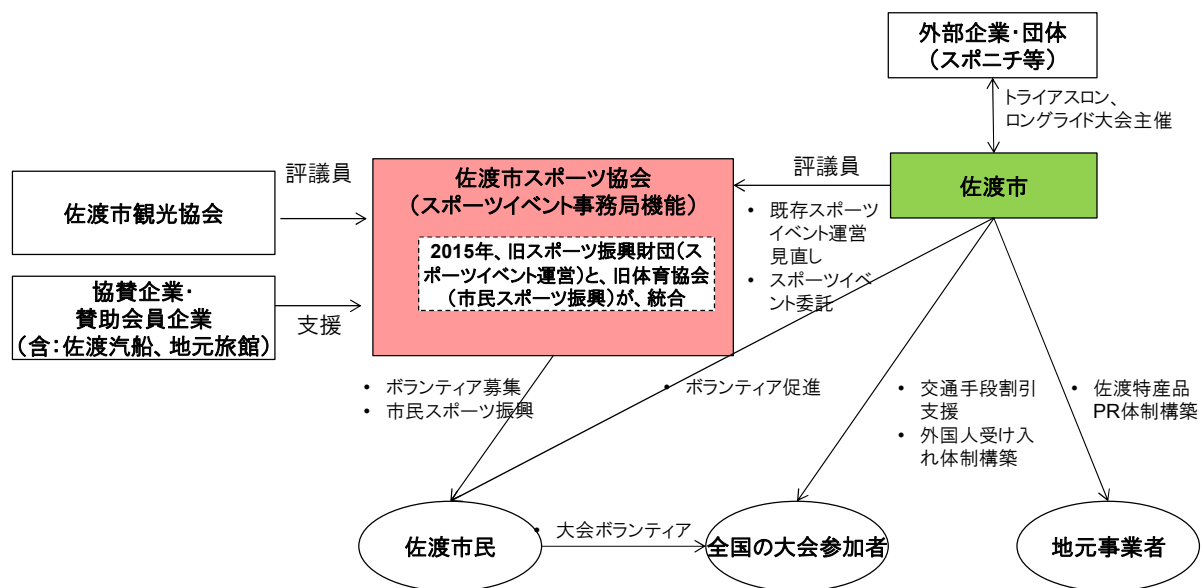 外部企業・団体
(スポニチ等)
トライアスロン、
ロングライド大会主催
佐渡市観光協会
評議員
佐渡市スポーツ協会
(スポーツイベント事務局機能)
2015年、旧スポーツ振興財団(ス
ポーツイベント運営)と、旧体育協会
(市民スポーツ振興)が、統合
評議員
佐渡市
• 既存スポーツ
イベント運営
見直し
• スポーツイ
ベント委託
協賛企業・
賛助会員企業
(含:佐渡汽船、地元旅館)
支援
• ボランティア募集
• 市民スポーツ振興
• ボランティア促進
• 交通手段割引
支援
• 外国人受け入
れ体制構築
• 佐渡特産品
PR体制構築
佐渡市民
• 大会ボランティア
全国の大会参加者
地元事業者